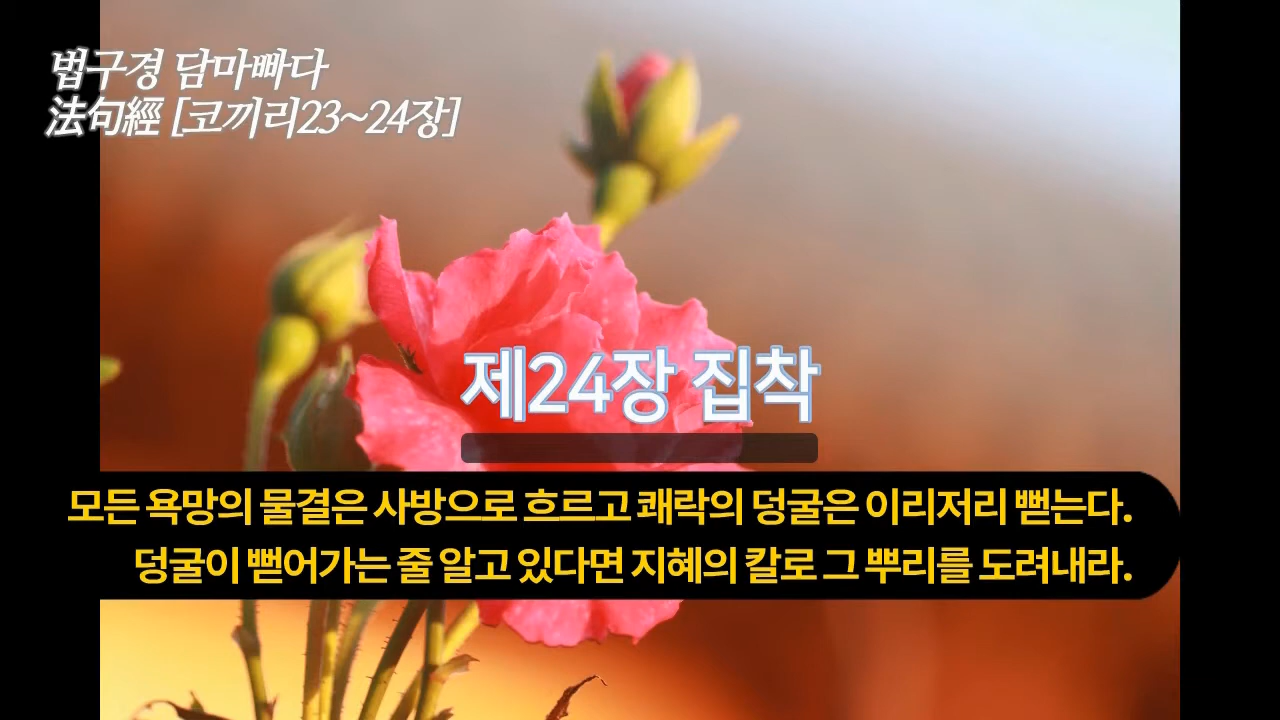 법구경 담마빠다
法句經 [코끼리23~24장]
제24장 집착
모든 욕망의 물결은 사방으로 흐르고 쾌락의 덩굴은 이리저리 뻗는다.
덩굴이 뻗어가는 줄 알고 있다면 지혜의 칼로 그 뿌리를 도려내라.